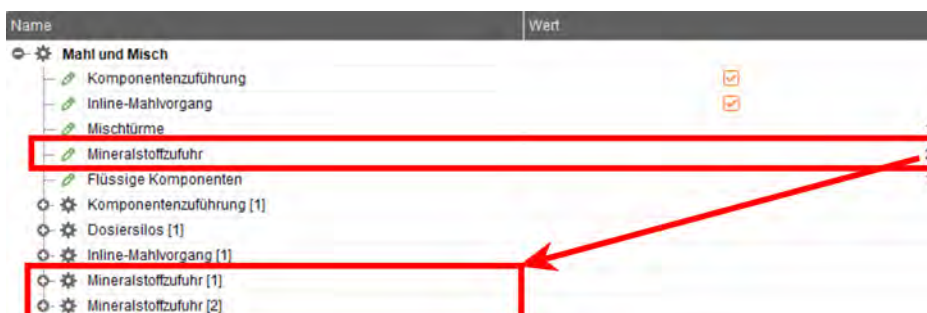 Name Wert
Mahl und Misch
Komponentenzuführung
Inline-Mahlvorgang
Mischtürme
Mineralstoffzufuhr
Flüssige Komponenten
Komponentenzuführung [1]
Dosiersilos [1]
Inline-Mahlvorgang [1]
Mineralstoffzufuhr [1]
Mineralstoffzufuhr [2]